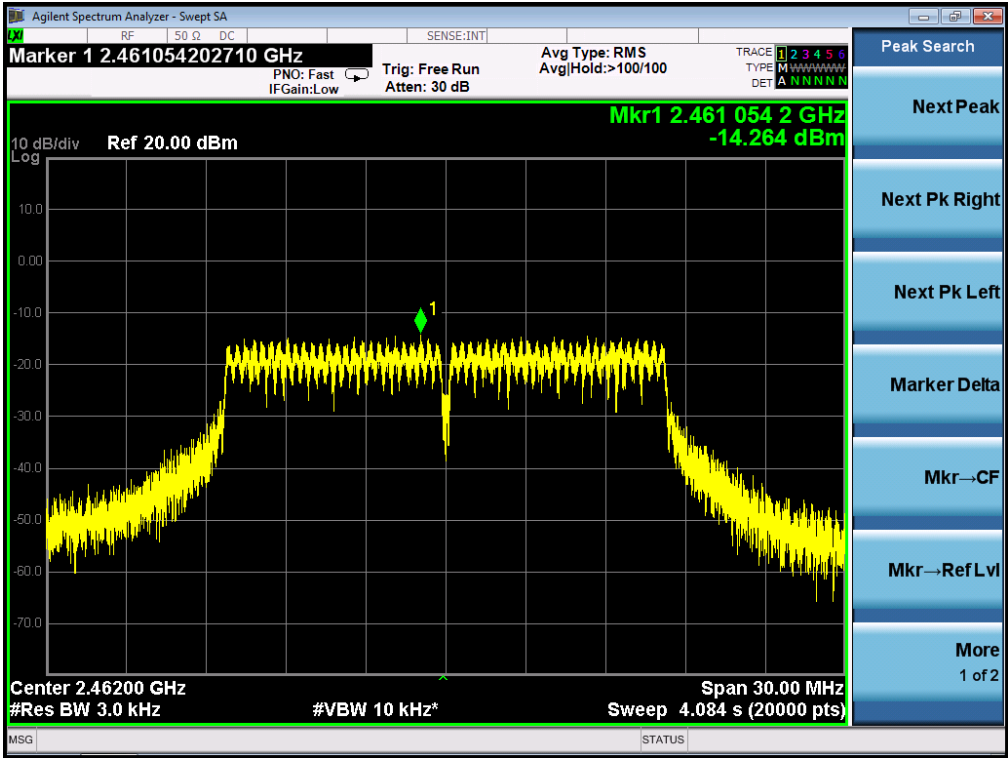 Agilent Spectrum Analyzer - Swept SA
LXI RF 50 Ω DC SENSE:INT
Marker 1 2.461054202710 GHz
PNO: Fast
IFGain:Low
Trig: Free Run
Atten: 30 dB
Avg Type: RMS
Avg|Hold:>100/100
TRACE 1 2 3 4 5 6
TYPE M WWWWW
DET A N N N N N
Mkr1 2.461 054 2 GHz
-14.264 dBm
10 dB/div Ref 20.00 dBm
Log
10.0
0.00
-10.0
-20.0
-30.0
-40.0
-50.0
-60.0
-70.0
1
Center 2.46200 GHz Span 30.00 MHz
#Res BW 3.0 kHz #VBW 10 kHz* Sweep 4.084 s (20000 pts)
MSG STATUS
Peak Search
Next Peak
Next Pk Right
Next Pk Left
Marker Delta
Mkr→CF
Mkr→Ref Lvl
More
1 of 2